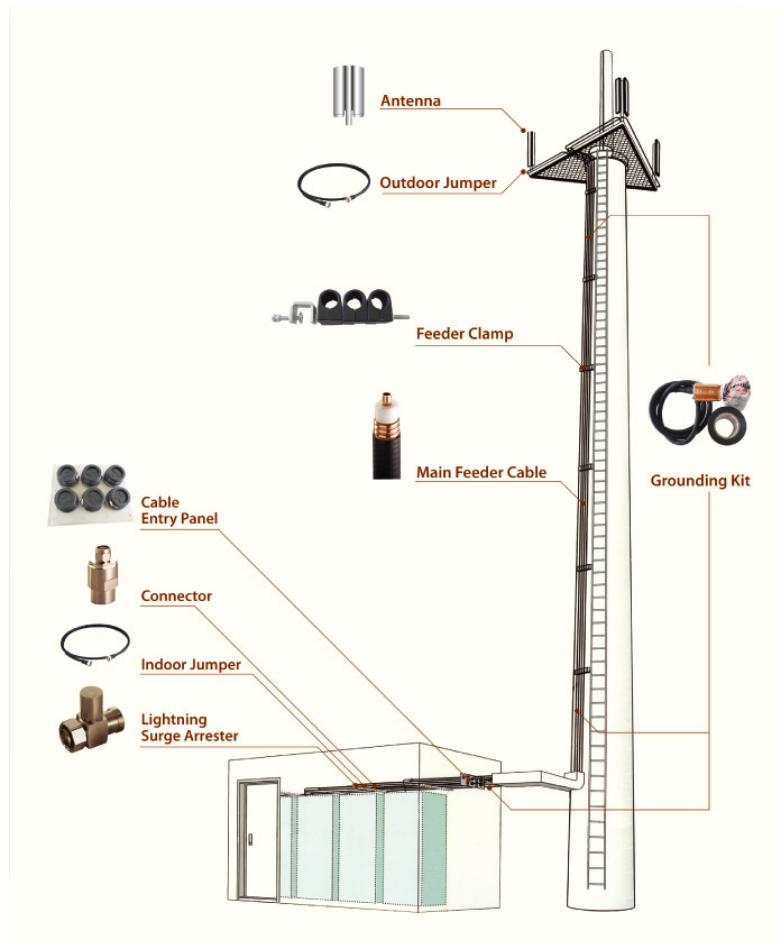 Antenna
Outdoor Jumper
Feeder Clamp
Main Feeder Cable
Grounding Kit
Cable
Entry Panel
Connector
Indoor Jumper
Lightning
Surge Arrester